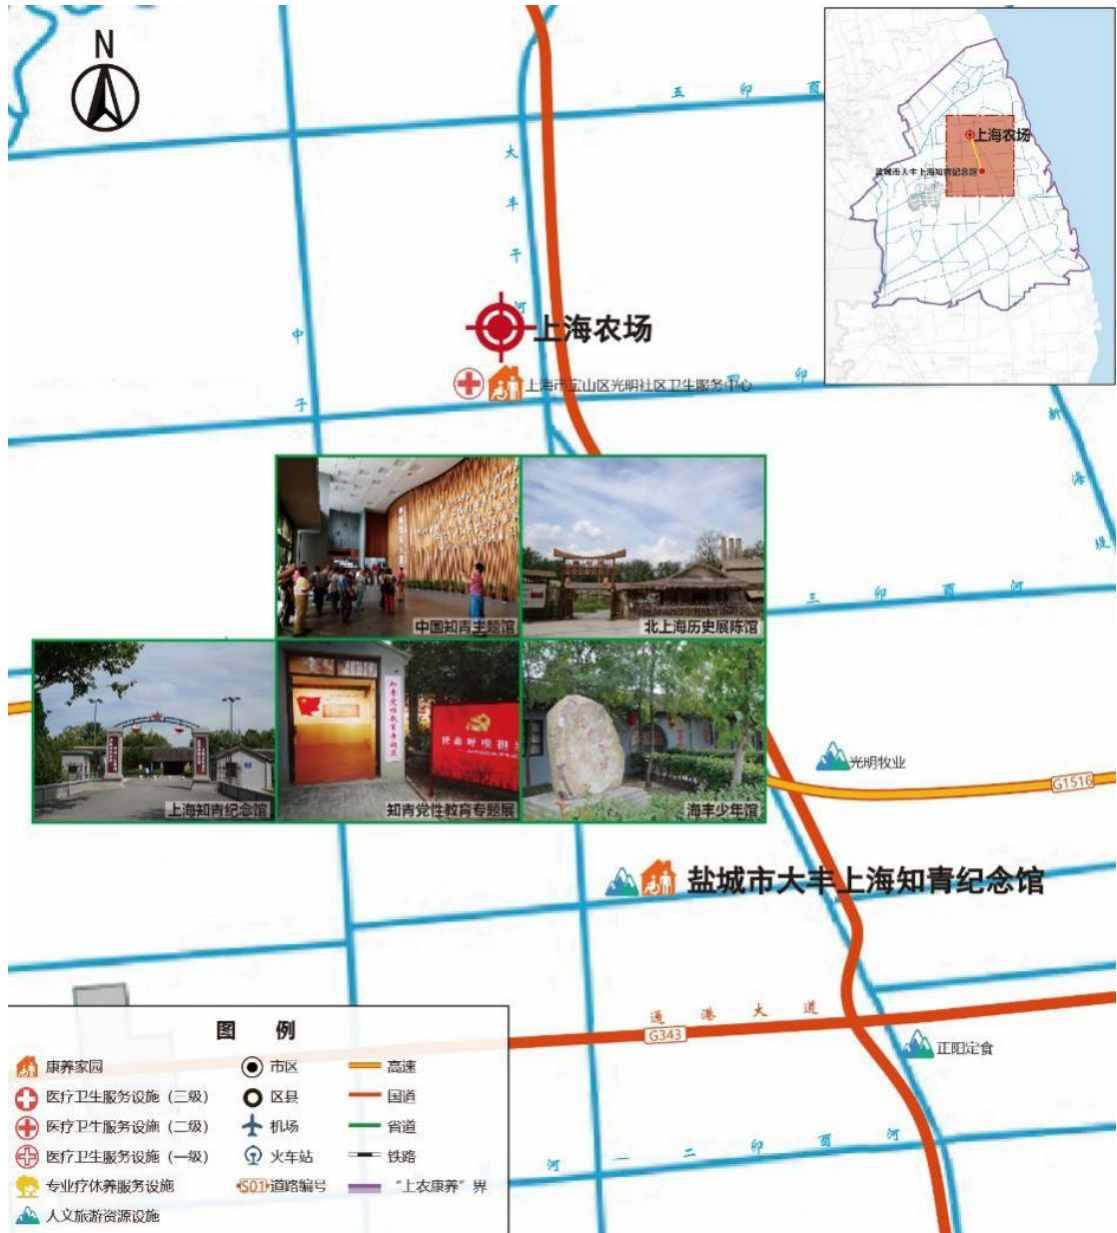 N
五卯酉
大丰干河
中子
上海农场
上海市宝山区光明社区卫生服务中心
四卯
新海堤
上海农场
盐城市大丰上海知青纪念馆
中国知青主题馆
北上海历史展陈馆
三卯酉河
上海知青纪念馆
知青党性教育专题展
海丰少年馆
光明牧业
G1516
盐城市大丰上海知青纪念馆
通港大道
G343
正阳定食
河一二卯酉河
图 例
康养家园
医疗卫生服务设施（三级）
医疗卫生服务设施（二级）
医疗卫生服务设施（一级）
专业疗休养服务设施
人义旅游资源设施
市区
区县
机场
火车站
S01 道路编号
高速
国道
省道
铁路
“上农康养”界